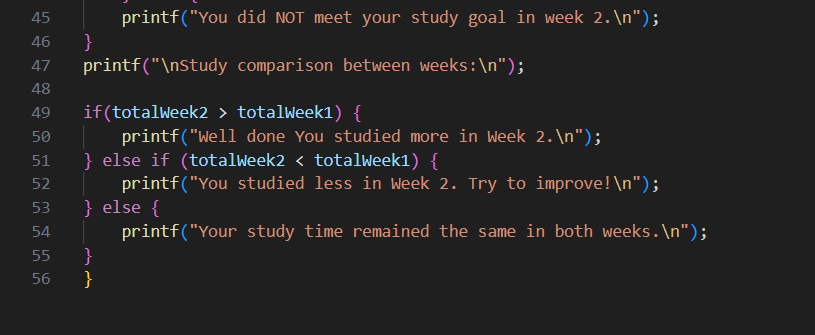 45 printf("You did NOT meet your study goal in week 2.\n");
46 }
47 printf("\nStudy comparison between weeks:\n");
48
49 if(totalWeek2 > totalWeek1) {
50 printf("Well done You studied more in Week 2.\n");
51 } else if (totalWeek2 < totalWeek1) {
52 printf("You studied less in Week 2. Try to improve!\n");
53 } else {
54 printf("Your study time remained the same in both weeks.\n");
55 }
56 }